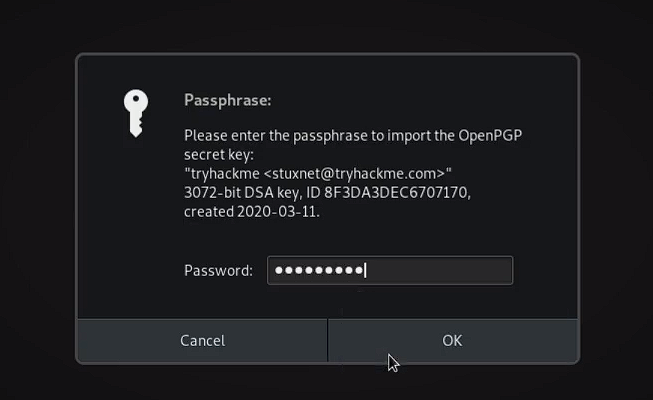 Passphrase:
Please enter the passphrase to import the OpenPGP
secret key:
"tryhackme <stuxnet@tryhackme.com>"
3072-bit DSA key, ID 8F3DA3DEC6707170,
created 2020-03-11.
Password: ●●●●●●●●●
Cancel OK